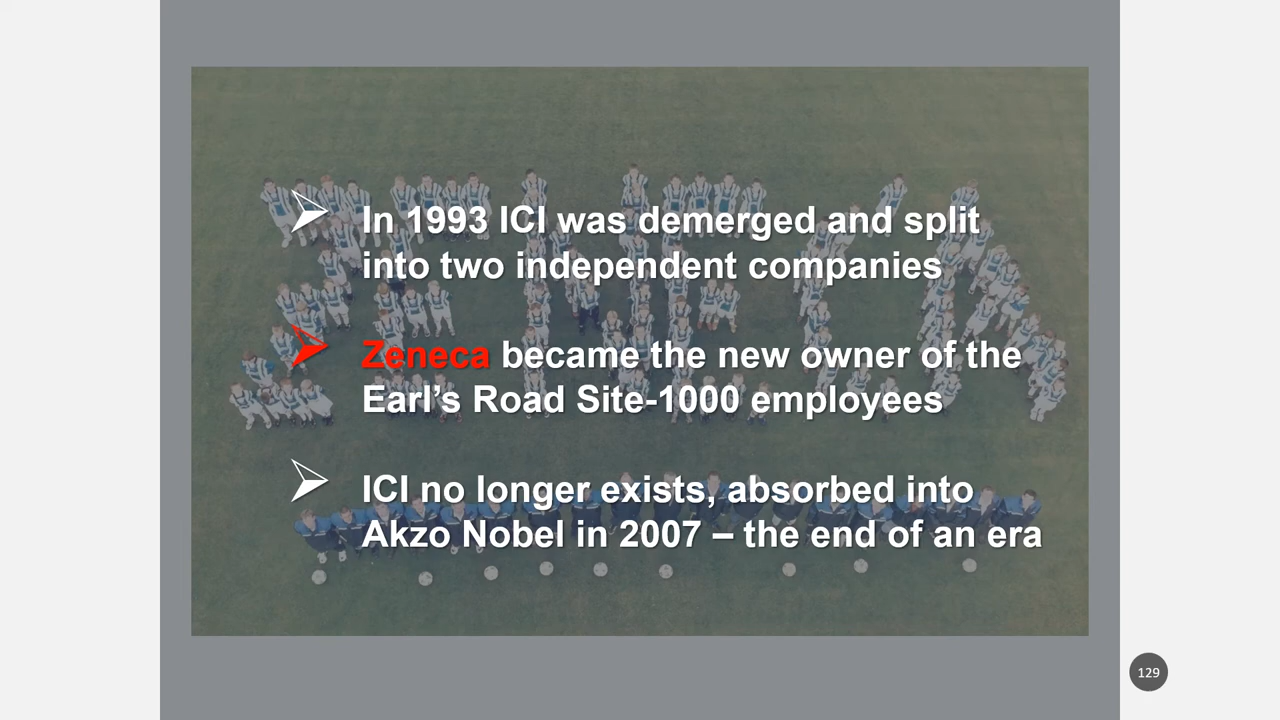 In 1993 ICI was demerged and split
into two independent companies
Zeneca became the new owner of the
Earl’s Road Site-1000 employees
ICI no longer exists, absorbed into
Akzo Nobel in 2007 – the end of an era
129